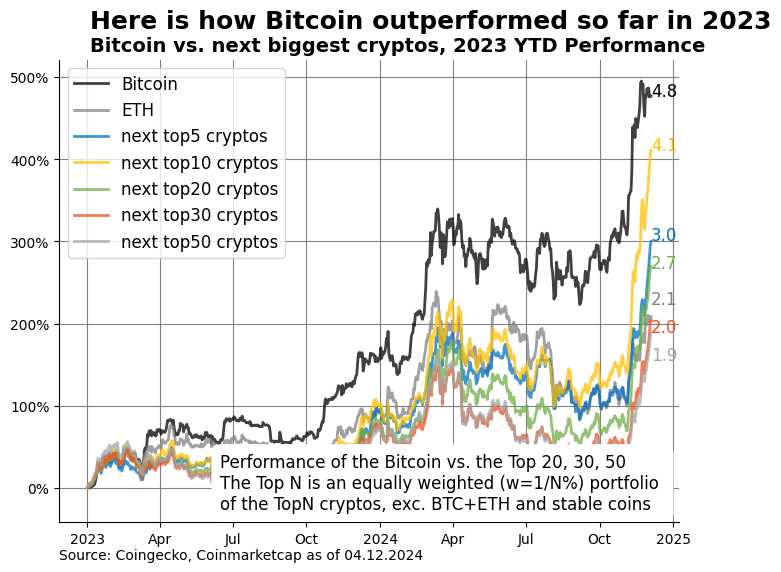 Here is how Bitcoin outperformed so far in 2023
Bitcoin vs. next biggest cryptos, 2023 YTD Performance
500%
400%
300%
200%
100%
0%
Bitcoin
ETH
next top5 cryptos
next top10 cryptos
next top20 cryptos
next top30 cryptos
next top50 cryptos
4.8
4.1
3.0
2.7
2.1
2.0
1.9
Performance of the Bitcoin vs. the Top 20, 30, 50
The Top N is an equally weighted (w=1/N%) portfolio
of the TopN cryptos, exc. BTC+ETH and stable coins
2023 Apr Jul Oct 2024 Apr Jul Oct 2025
Source: Coingecko, Coinmarketcap as of 04.12.2024